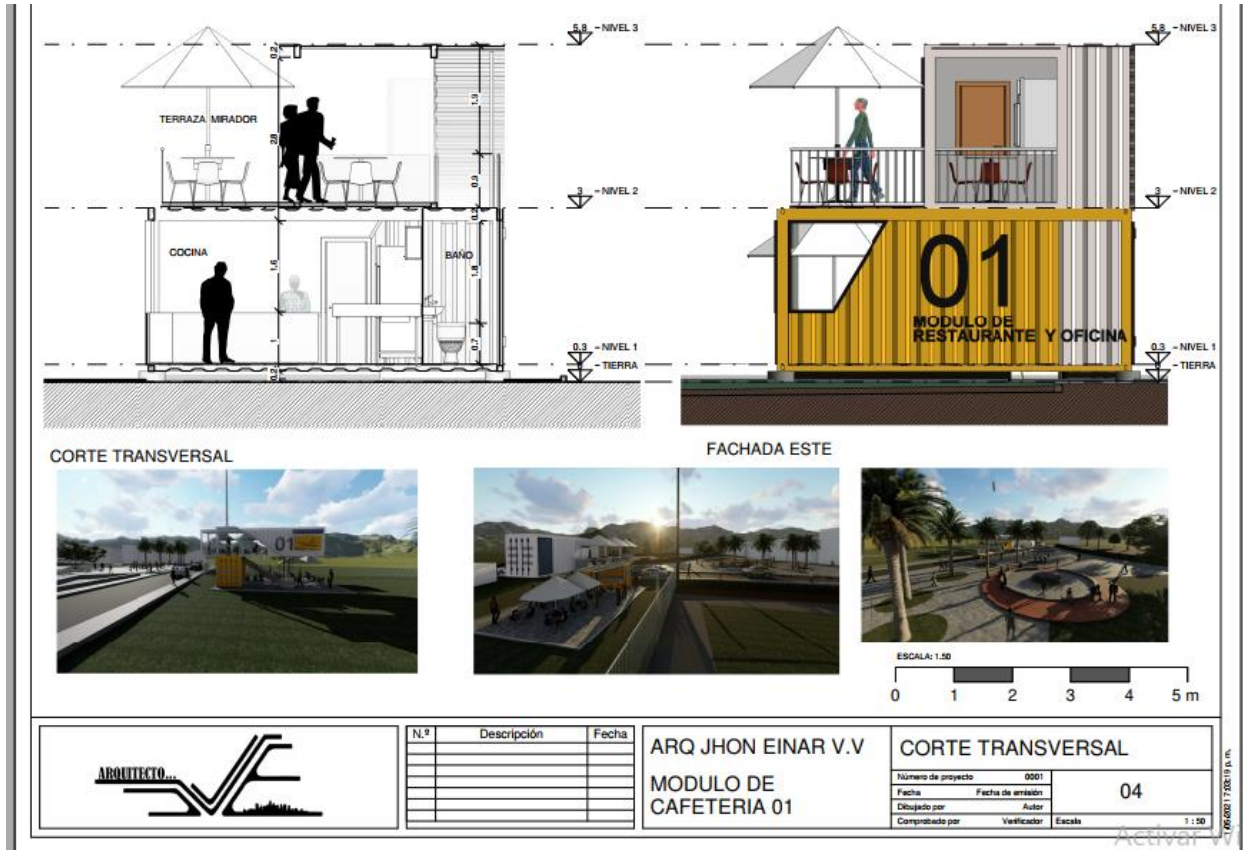 5.8 - NIVEL 3
5.8 - NIVEL 3
0.2
TERRAZA MIRADOR
2.8
1.9
0.9
3 - NIVEL 2
3 - NIVEL 2
0.2
COCINA
BAÑO
1.6
1.8
01
MODULO DE
RESTAURANTE Y OFICINA
1
0.7
0.3 - NIVEL 1
0.3 - NIVEL 1
- TIERRA
- TIERRA
0.2
CORTE TRANSVERSAL
FACHADA ESTE
01
ESCALA: 1.50
0 1 2 3 4 5 m
ARQUITECTO...
N.º Descripción Fecha
ARQ JHON EINAR V.V
MODULO DE
CAFETERIA 01
CORTE TRANSVERSAL
Número de proyecto 0001
Fecha Fecha de emisión
Dibujado por Autor
Comprobado por Verificador
04
Escala 1 : 50
Activar Wi